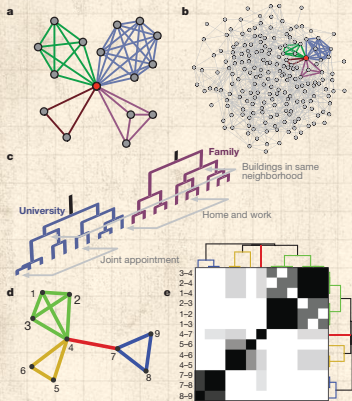 a
b
c
Family
Buildings in same
neighborhood
University
Home and work
Joint appointment
d
e
1
2
3
4
9
7
6
5
8
3–4
2–4
1–4
2–3
1–2
1–3
4–7
5–6
4–6
4–5
7–9
7–8
8–9